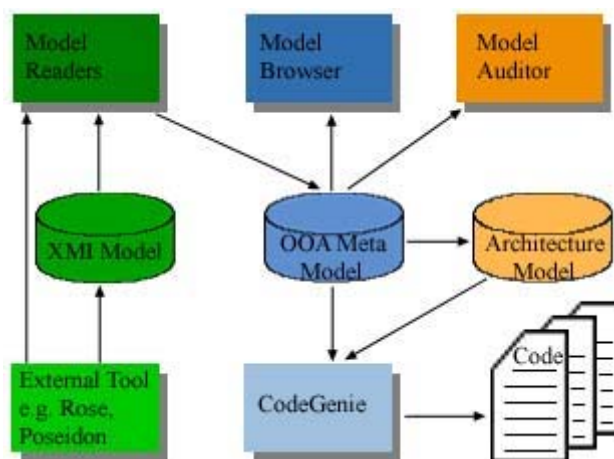 Model
Readers
Model
Browser
Model
Auditor
XMI Model
OOA Meta
Model
Architecture
Model
External Tool
e.g. Rose,
Poseidon
CodeGenie
Code